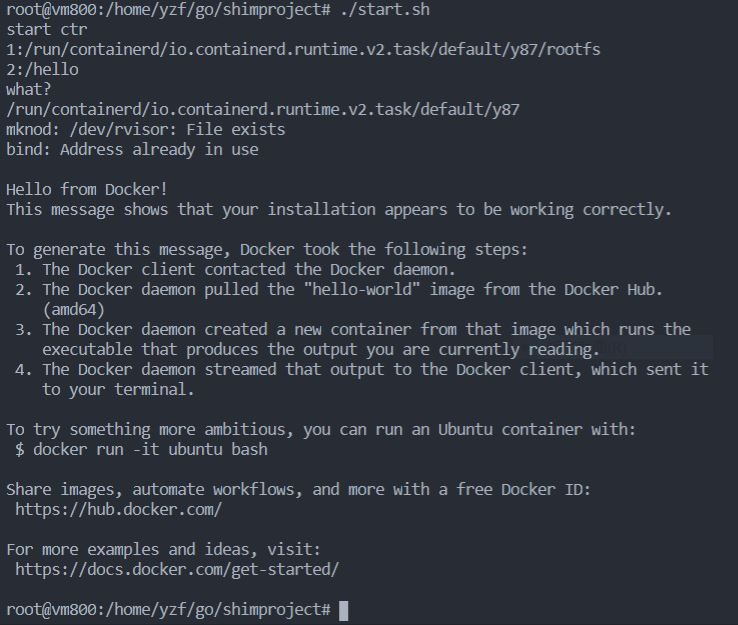 root@vm800:/home/yzf/go/shimproject# ./start.sh
start ctr
1:/run/containerd/io.containerd.runtime.v2.task/default/y87/rootfs
2:/hello
what?
/run/containerd/io.containerd.runtime.v2.task/default/y87
mknod: /dev/rvisor: File exists
bind: Address already in use
Hello from Docker!
This message shows that your installation appears to be working correctly.
To generate this message, Docker took the following steps:
1. The Docker client contacted the Docker daemon.
2. The Docker daemon pulled the "hello-world" image from the Docker Hub.
(amd64)
3. The Docker daemon created a new container from that image which runs the
executable that produces the output you are currently reading.
4. The Docker daemon streamed that output to the Docker client, which sent it
to your terminal.
To try something more ambitious, you can run an Ubuntu container with:
$ docker run -it ubuntu bash
Share images, automate workflows, and more with a free Docker ID:
https://hub.docker.com/
For more examples and ideas, visit:
https://docs.docker.com/get-started/
root@vm800:/home/yzf/go/shimproject#